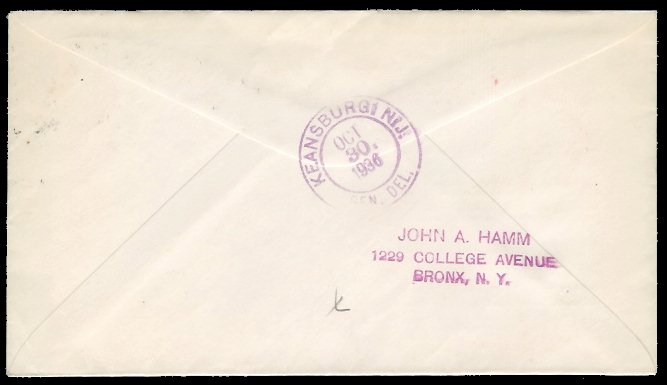 KEANSBURG, N.J.
OCT
30.
1936
GEN. DEL.
JOHN A. HAMM
1229 COLLEGE AVENUE
BRONX, N. Y.